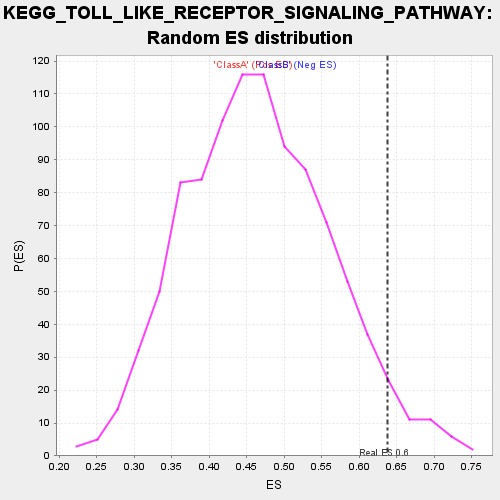 KEGG_TOLL_LIKE_RECEPTOR_SIGNALING_PATHWAY:
Random ES distribution
'ClassA' (Pos ES)
'ClassB' (Neg ES)
120
110
100
90
80
70
60
50
40
30
20
10
0
P(ES)
Real ES 0.6
0.20 0.25 0.30 0.35 0.40 0.45 0.50 0.55 0.60 0.65 0.70 0.75
ES